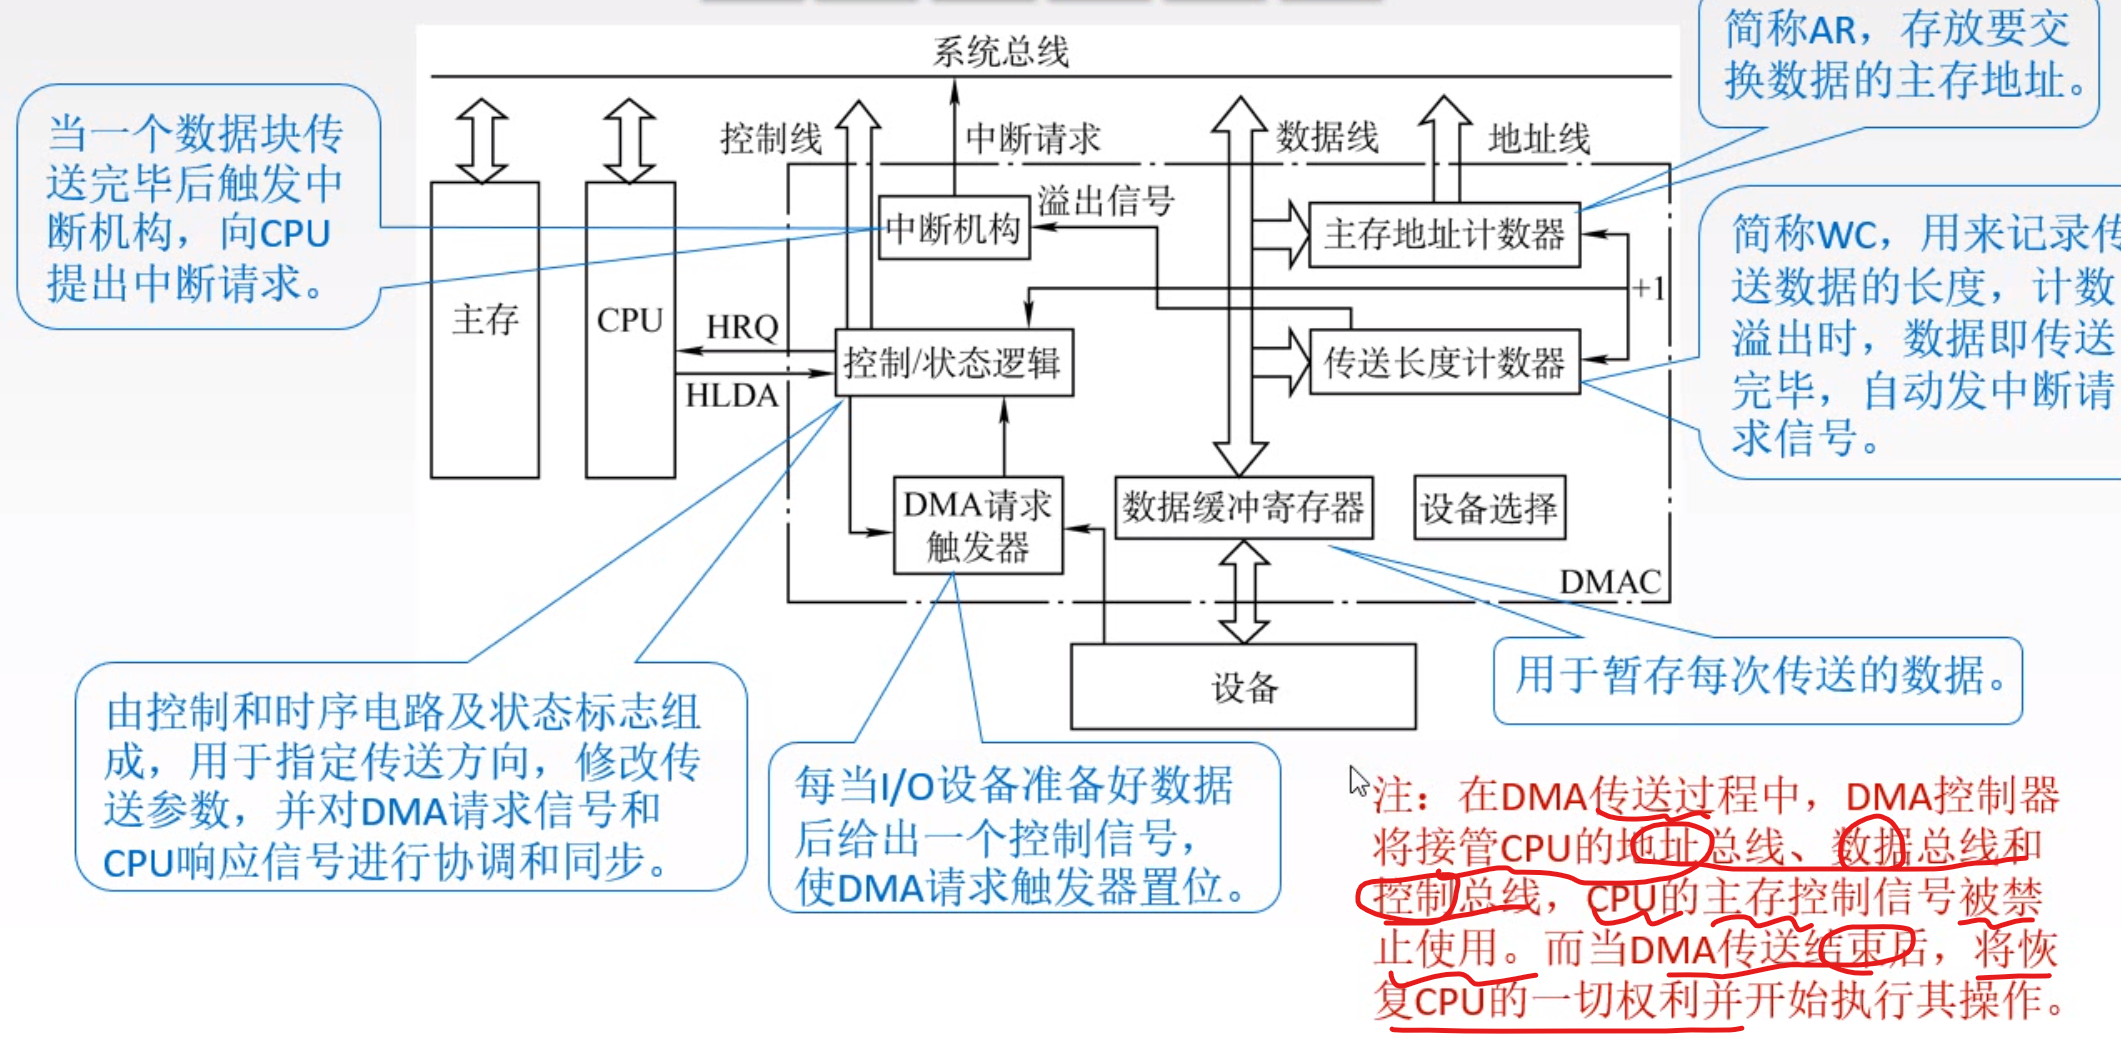 系统总线
简称AR，存放要交
换数据的主存地址。
当一个数据块传
送完毕后触发中
断机构，向CPU
提出中断请求。
控制线
中断请求
数据线
地址线
溢出信号
中断机构
主存地址计数器
+1
简称WC，用来记录传
送数据的长度，计数
溢出时，数据即传送
完毕，自动发中断请
求信号。
主存
CPU
HRQ
HLDA
控制/状态逻辑
传送长度计数器
DMA请求
触发器
数据缓冲寄存器
设备选择
DMAC
设备
用于暂存每次传送的数据。
由控制和时序电路及状态标志组
成，用于指定传送方向，修改传
送参数，并对DMA请求信号和
CPU响应信号进行协调和同步。
每当I/O设备准备好数据
后给出一个控制信号，
使DMA请求触发器置位。
注：在DMA传送过程中，DMA控制器
将接管CPU的地址总线、数据总线和
控制总线，CPU的主存控制信号被禁
止使用。而当DMA传送结束后，将恢
复CPU的一切权利并开始执行其操作。